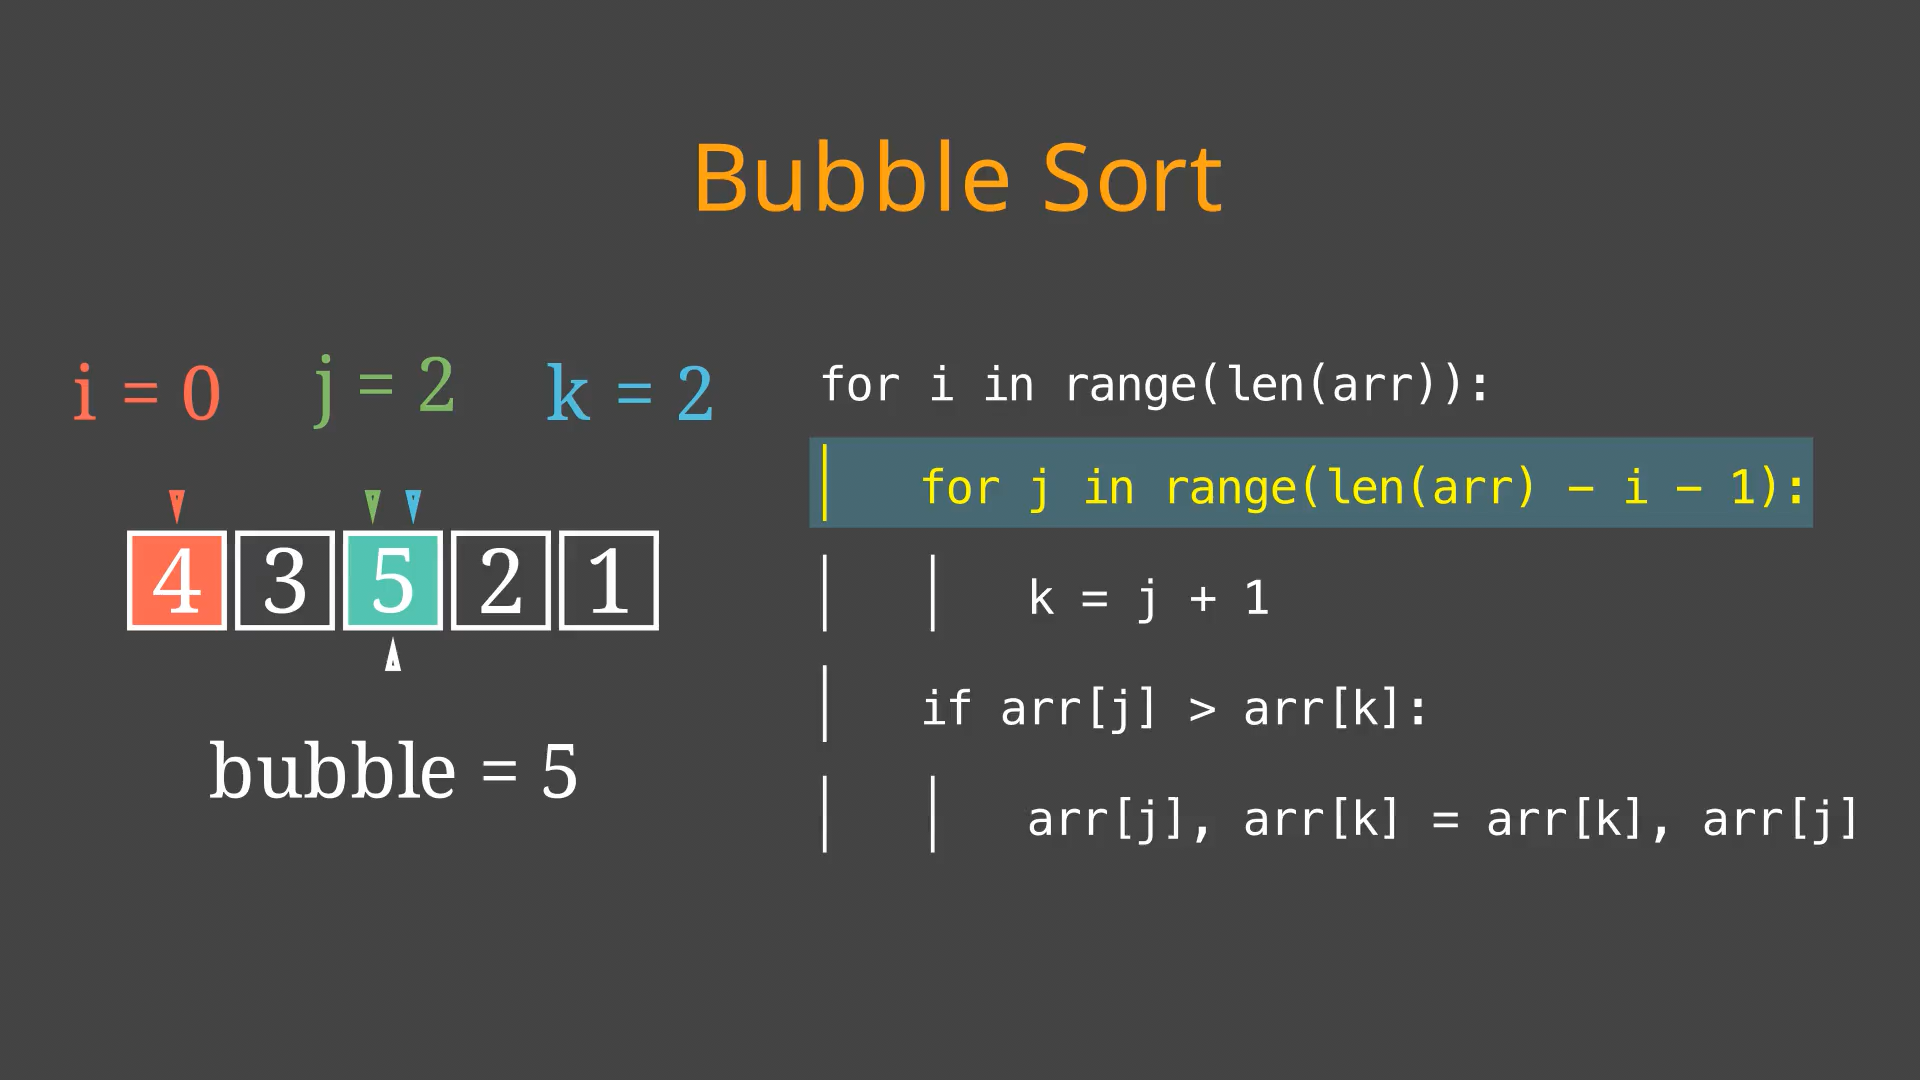 Bubble Sort
i = 0 j = 2 k = 2
4 3 5 2 1
bubble = 5
for i in range(len(arr)):
for j in range(len(arr) − i − 1):
k = j + 1
if arr[j] > arr[k]:
arr[j], arr[k] = arr[k], arr[j]